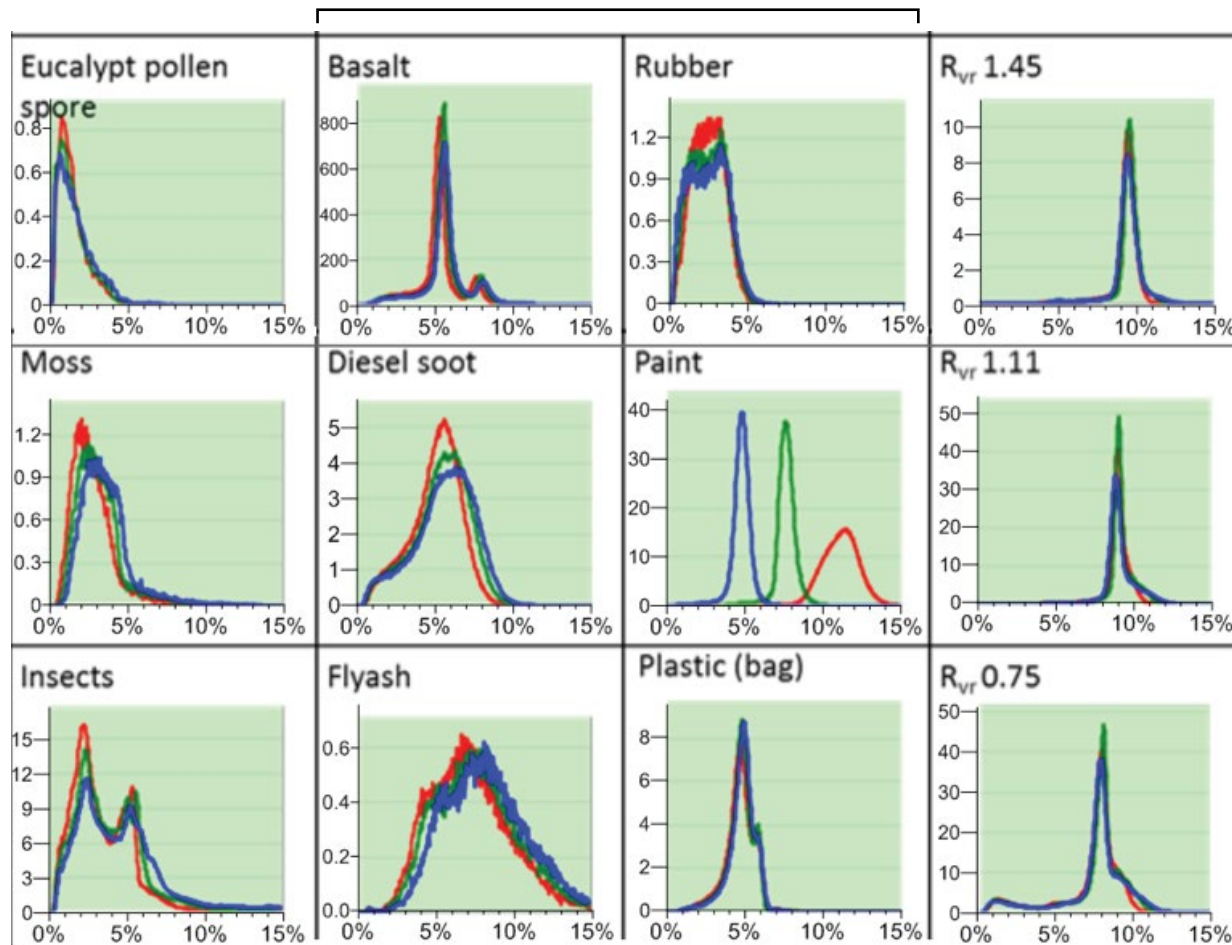 Eucalypt pollen
spore
0.8
0.6
0.4
0.2
0
0% 5% 10% 15%
Basalt
800
600
400
200
0
0% 5% 10% 15%
Rubber
1.2
0.9
0.6
0.3
0
0% 5% 10% 15%
Rvr 1.45
10
8
6
4
2
0
0% 5% 10% 15%
Moss
1.2
0.9
0.6
0.3
0
0% 5% 10% 15%
Diesel soot
5
4
3
2
1
0
0% 5% 10% 15%
Paint
40
30
20
10
0
0% 5% 10% 15%
Rvr 1.11
50
40
30
20
10
0
0% 5% 10% 15%
Insects
15
12
9
6
3
0
0% 5% 10% 15%
Flyash
0.6
0.4
0.2
0.0
0% 5% 10% 15%
Plastic (bag)
8
6
4
2
0
0% 5% 10% 15%
Rvr 0.75
50
40
30
20
10
0
0% 5% 10% 15%